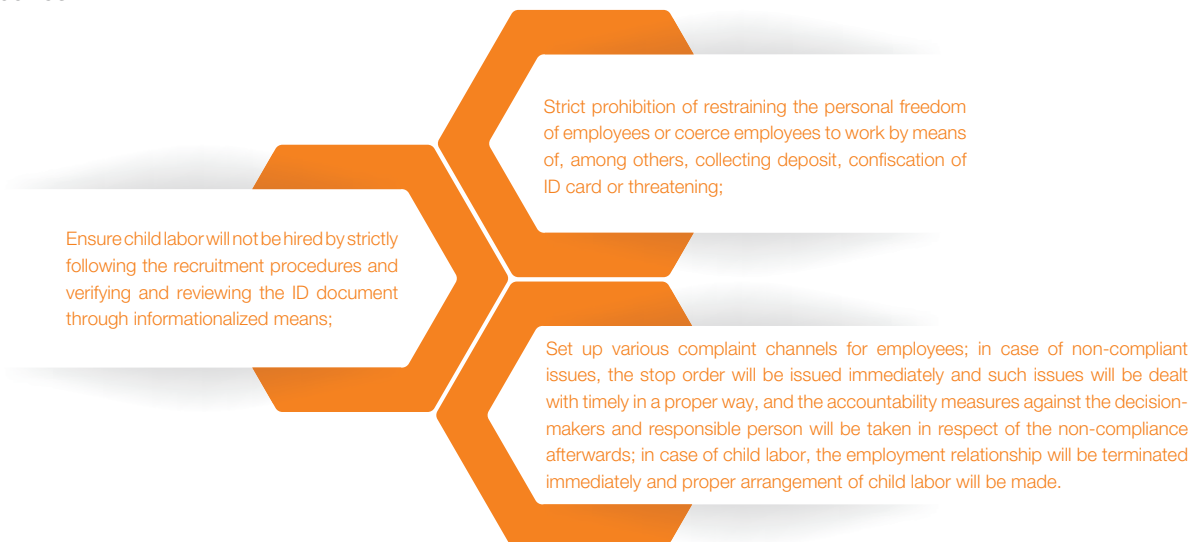 Strict prohibition of restraining the personal freedom
of employees or coerce employees to work by means
of, among others, collecting deposit, confiscation of
ID card or threatening;
Ensure child labor will not be hired by strictly
following the recruitment procedures and
verifying and reviewing the ID document
through informationalized means;
Set up various complaint channels for employees; in case of non-compliant
issues, the stop order will be issued immediately and such issues will be dealt
with timely in a proper way, and the accountability measures against the decision-
makers and responsible person will be taken in respect of the non-compliance
afterwards; in case of child labor, the employment relationship will be terminated
immediately and proper arrangement of child labor will be made.